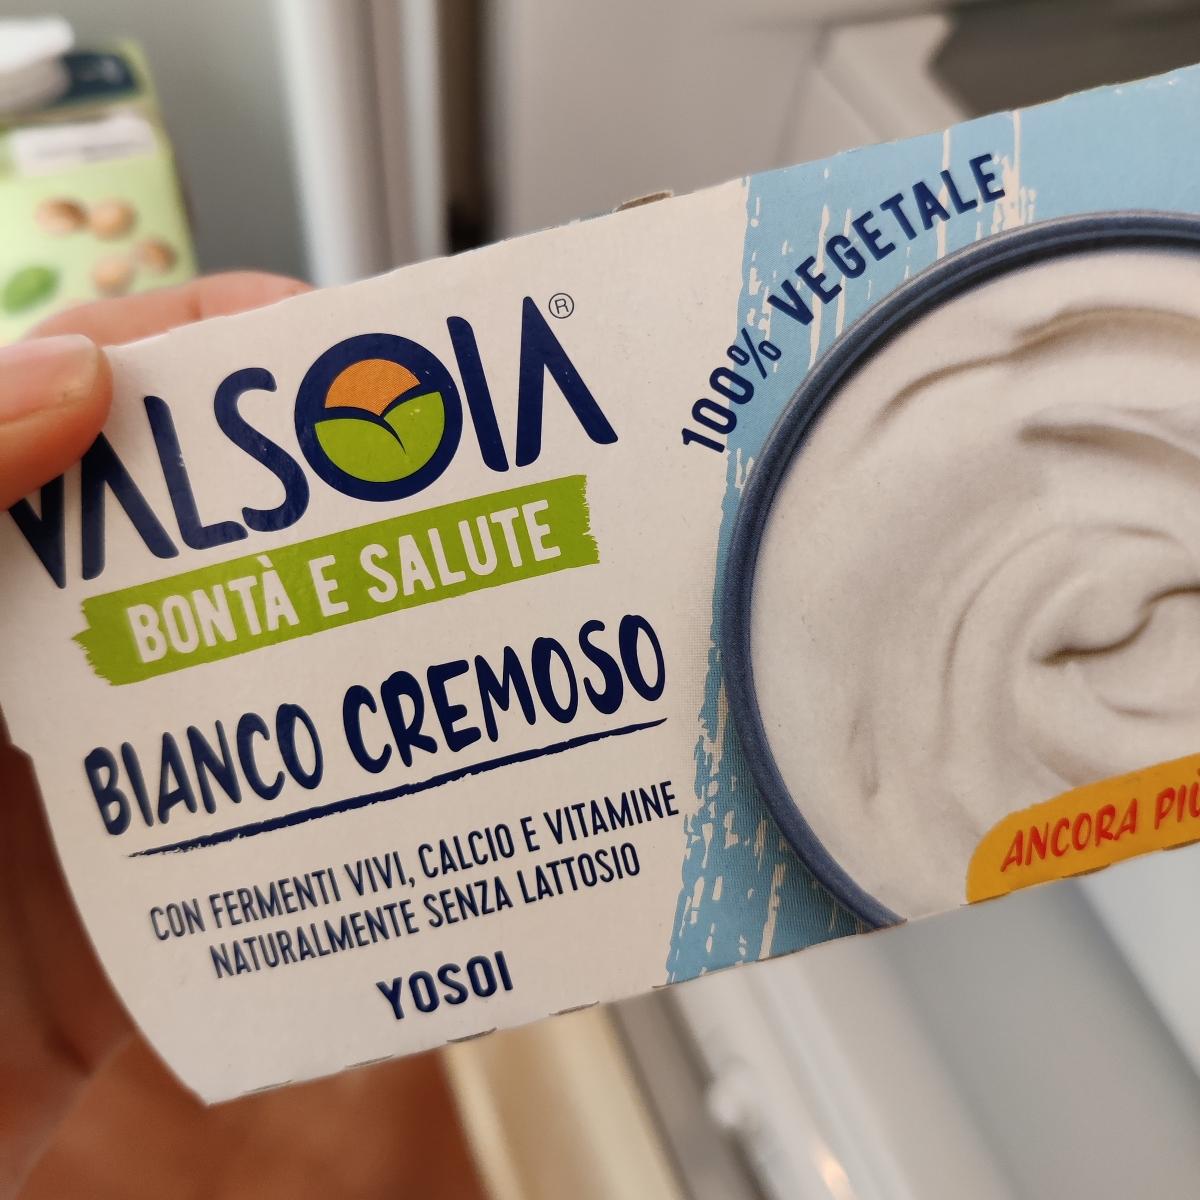 VALSOIA®
BONTÀ E SALUTE
BIANCO CREMOSO
CON FERMENTI VIVI, CALCIO E VITAMINE
NATURALMENTE SENZA LATTOSIO
YOSOI
100% VEGETALE
ANCORA PIÙ